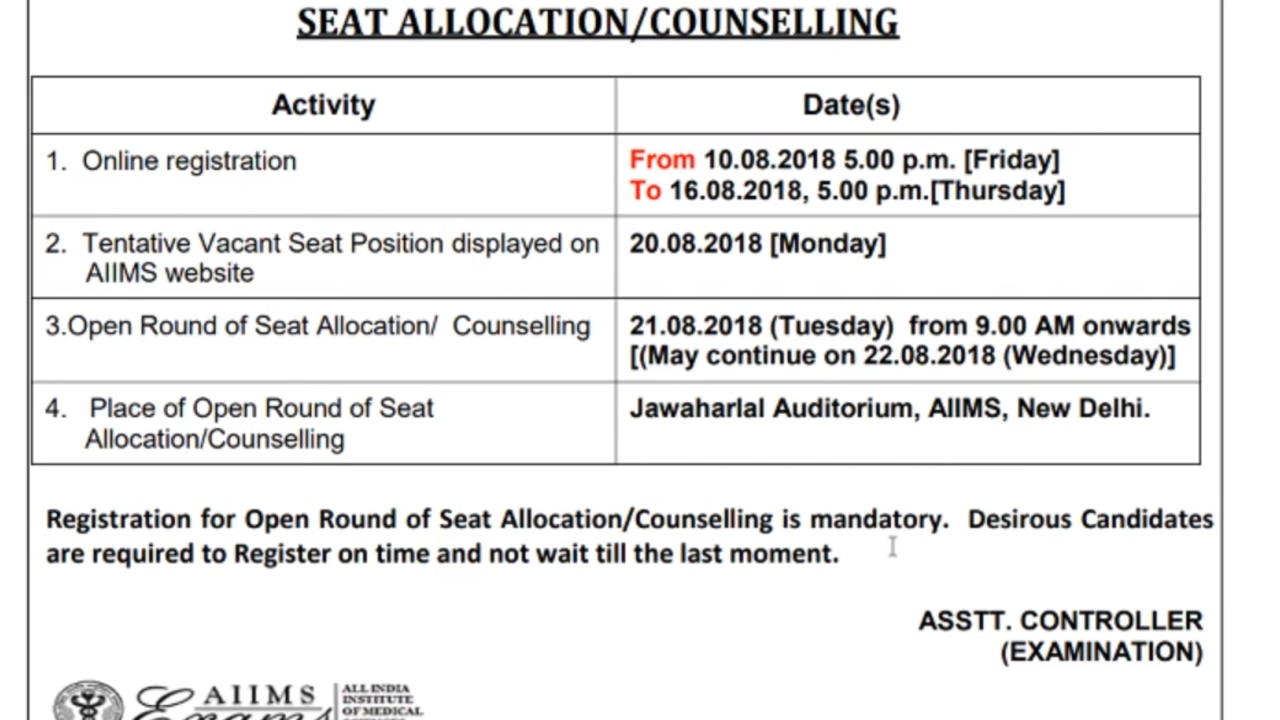 SEAT ALLOCATION/COUNSELLING
Activity
Date(s)
1. Online registration
From 10.08.2018 5.00 p.m. [Friday]
To 16.08.2018, 5.00 p.m.[Thursday]
2. Tentative Vacant Seat Position displayed on
AIIMS website
20.08.2018 [Monday]
3.Open Round of Seat Allocation/ Counselling
21.08.2018 (Tuesday) from 9.00 AM onwards
[(May continue on 22.08.2018 (Wednesday)]
4. Place of Open Round of Seat
Allocation/Counselling
Jawaharlal Auditorium, AIIMS, New Delhi.
Registration for Open Round of Seat Allocation/Counselling is mandatory. Desirous Candidates
are required to Register on time and not wait till the last moment.
ASSTT. CONTROLLER
(EXAMINATION)
AIIMS
Exams
ALL INDIA
INSTITUTE
OF MEDICAL